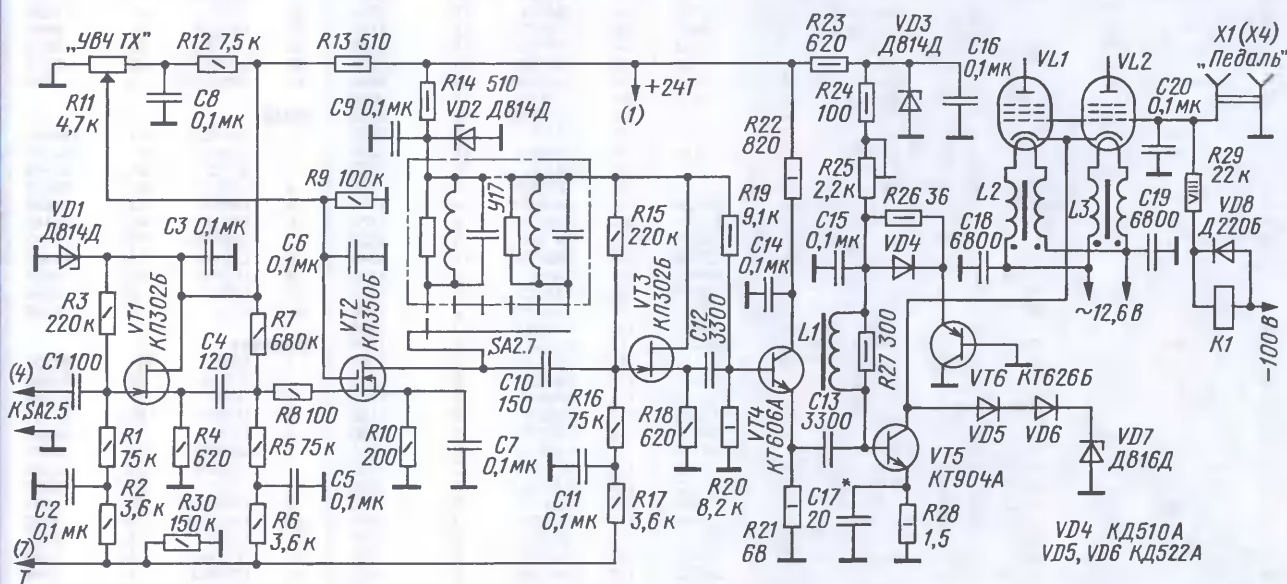 „УВЧ ТХ"
R12 7,5 к
R13 510
R11
4,7 к
C8
0,1 мк
C9 0,1 мк
R14 510
VD2 Д814Д
+24Т
(1)
R23
620
VD3
Д814Д
C16
0,1 мк
R24
100
VL1
VL2
X1 (X4)
„Педаль"
C20
0,1 мк
R22
820
R25
2,2 к
R29
22 к
R9 100 к
У17
R19
9,1 к
R26 36
L2
L3
C19
6800
VD8
Д220Б
VD1
Д814Д
C3 0,1 мк
C6
0,1 мк
R15
220 к
C14
0,1 мк
C15
0,1 мк
VD4
C18
6800
R3
220 к
VT1
КП302Б
R7
680 к
VT2
КП350Б
VT3
КП302Б
C12
3300
~12,6 В
K1
-100 В
SA2.7
L1
R27 300
(4)
C1 100
К SA2.5
C4
120
R8 100
C10
150
VT4
КТ606А
C13
3300
VT6 КТ626Б
R1
75 к
R4
620
R5 75 к
R10
200
C7
0,1 мк
R16
75 к
R18
620
VD5
VD6
VD7
Д816Д
VT5
КТ904А
C2
0,1 мк
R2
3,6 к
R30
150 к
C5
0,1 мк
R6
3,6 к
C11
0,1 мк
R17
3,6 к
R20
8,2 к
R21
68
C17
20
*
R28
1,5
(7)
Т
VD4 КД510А
VD5, VD6 КД522А